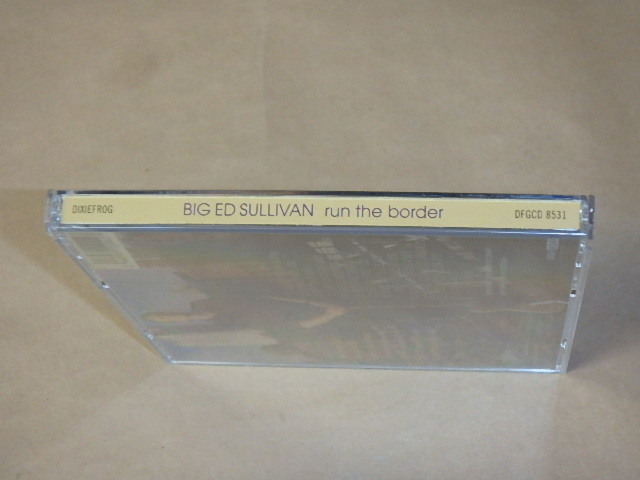 DIXIEFROG BIG ED SULLIVAN run the border DFGCD 8531